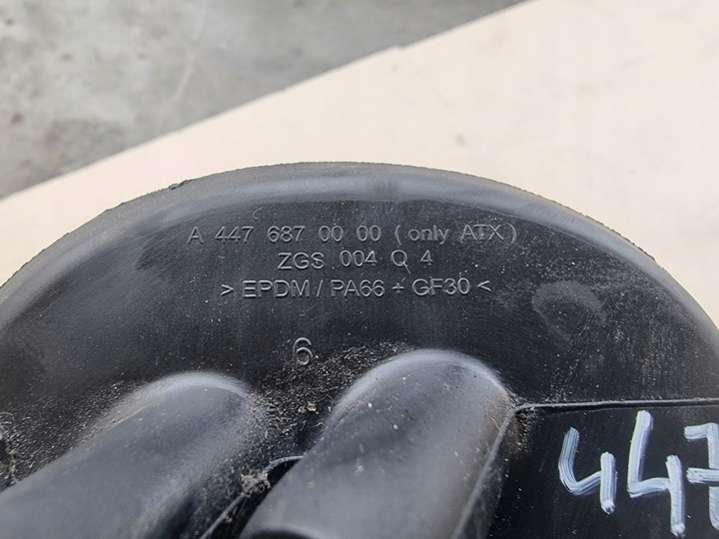 A 447 687 00 00 ( only ATX )
ZGS 004 Q 4
> EPDM / PA66 - GF30 <
6
447